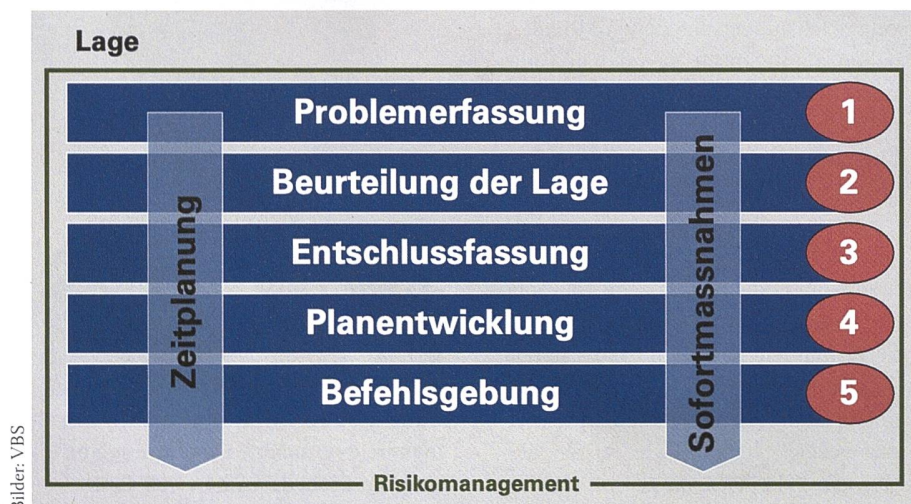 Lage
Problemerfassung
1
Beurteilung der Lage
2
Entschlussfassung
3
Planentwicklung
4
Befehlsgebung
5
Zeitplanung
Sofortmassnahmen
Risikomanagement
Bilder: VBS